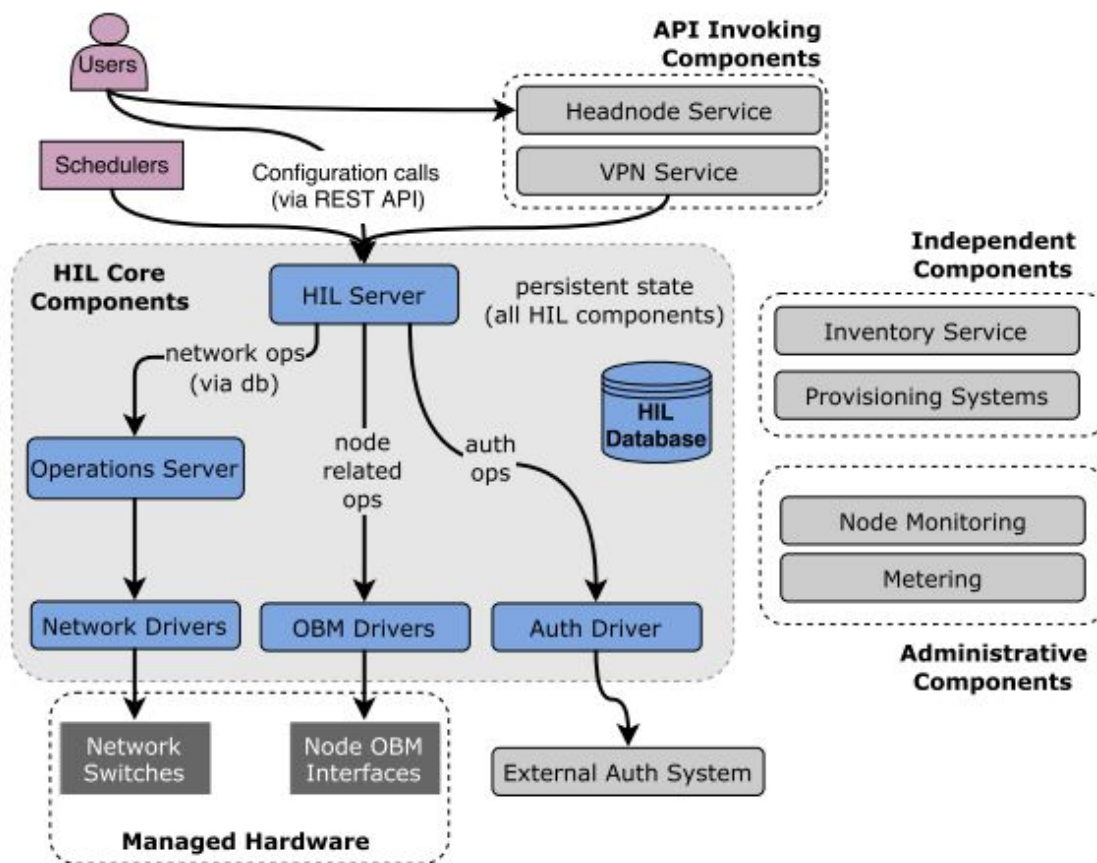 Users
API Invoking
Components
Headnode Service
VPN Service
Schedulers
Configuration calls
(via REST API)
HIL Core
Components
HIL Server
persistent state
(all HIL components)
network ops
(via db)
HIL
Database
Operations Server
node
related
ops
auth
ops
Network Drivers
OBM Drivers
Auth Driver
Independent
Components
Inventory Service
Provisioning Systems
Node Monitoring
Metering
Administrative
Components
Network
Switches
Node OBM
Interfaces
External Auth System
Managed Hardware